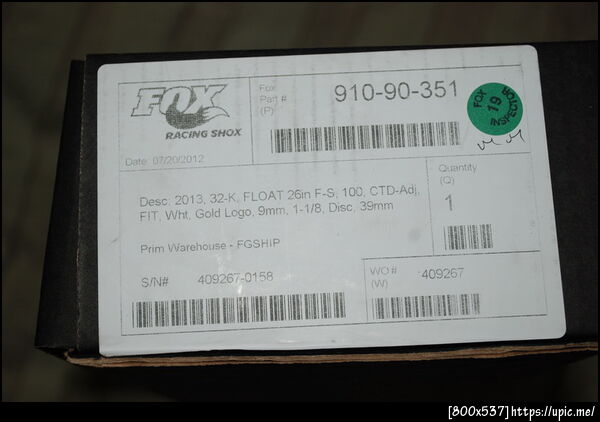 FOX
RACING SHOX
Date: 07/20/2012
Fox
Part #
(P)
910-90-351
FOX
19
INSPECTOR
Desc: 2013, 32-K, FLOAT 26in F-S, 100, CTD-Adj,
FIT, Wht, Gold Logo, 9mm, 1-1/8, Disc, 39mm
Prim Warehouse - FGSHIP
Quantity
(Q)
1
S/N# 409267-0158
WO #
(W)
409267
[800x537]https://upic.me/